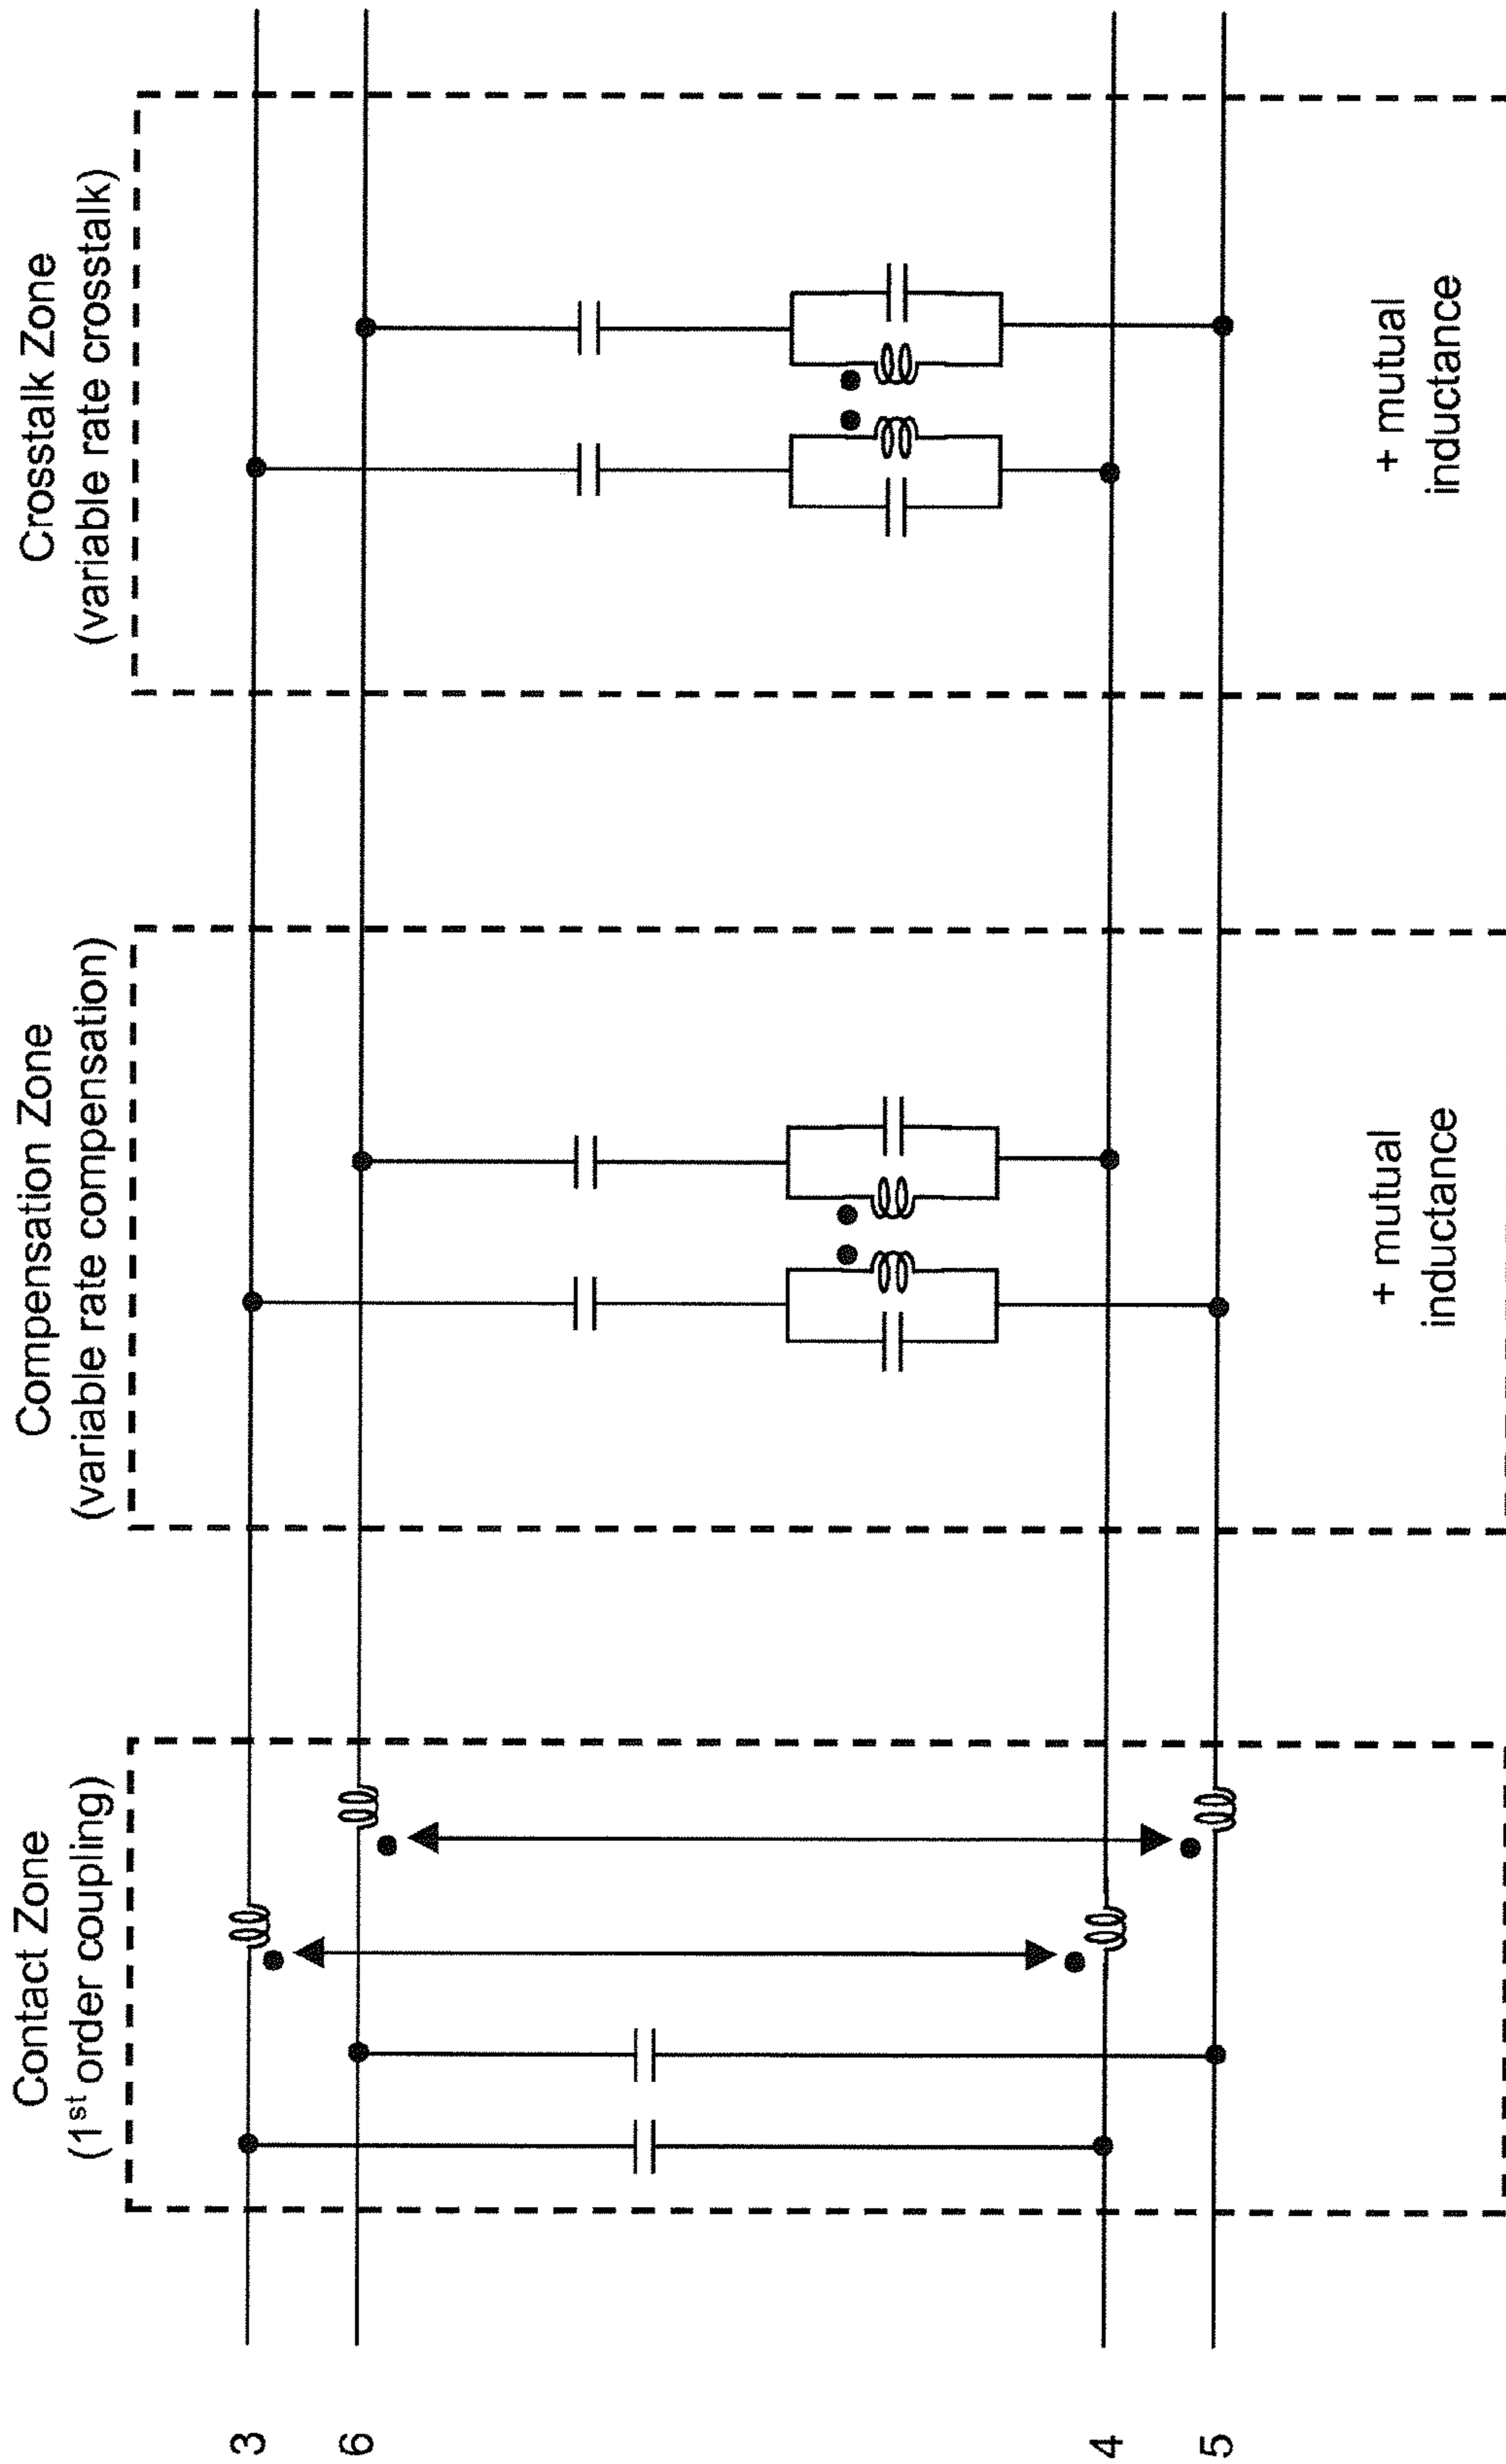 Contact Zone
(1st order coupling)
Compensation Zone
(variable rate compensation)
Crosstalk Zone
(variable rate crosstalk)
3
6
4
5
+ mutual
inductance
+ mutual
inductance